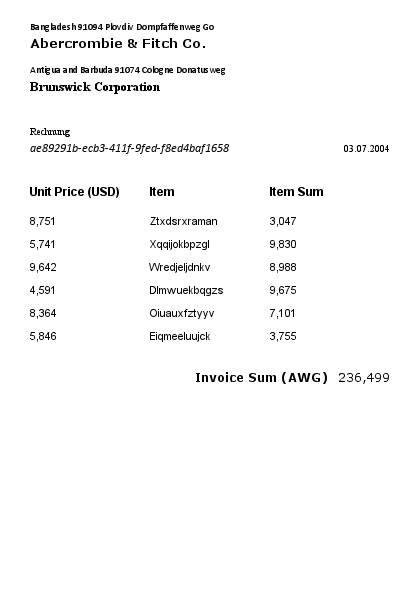 Bangladesh 91094 Plovdiv Dompfaffenweg Go
Abercrombie & Fitch Co.
Antigua and Barbuda 91074 Cologne Donatusweg
Brunswick Corporation
Rechnung
ae89291b-ecb3-411f-9fed-f8ed4baf1658 03.07.2004
Unit Price (USD) Item Item Sum
8,751 Ztxdsrxraman 3,047
5,741 Xqqijokbpzgl 9,830
9,642 Wredjeljdnkv 8,988
4,591 Dlmwuekbqgzs 9,675
8,364 Oiuauxfztyyv 7,101
5,846 Eiqmeeluujck 3,755
Invoice Sum (AWG) 236,499